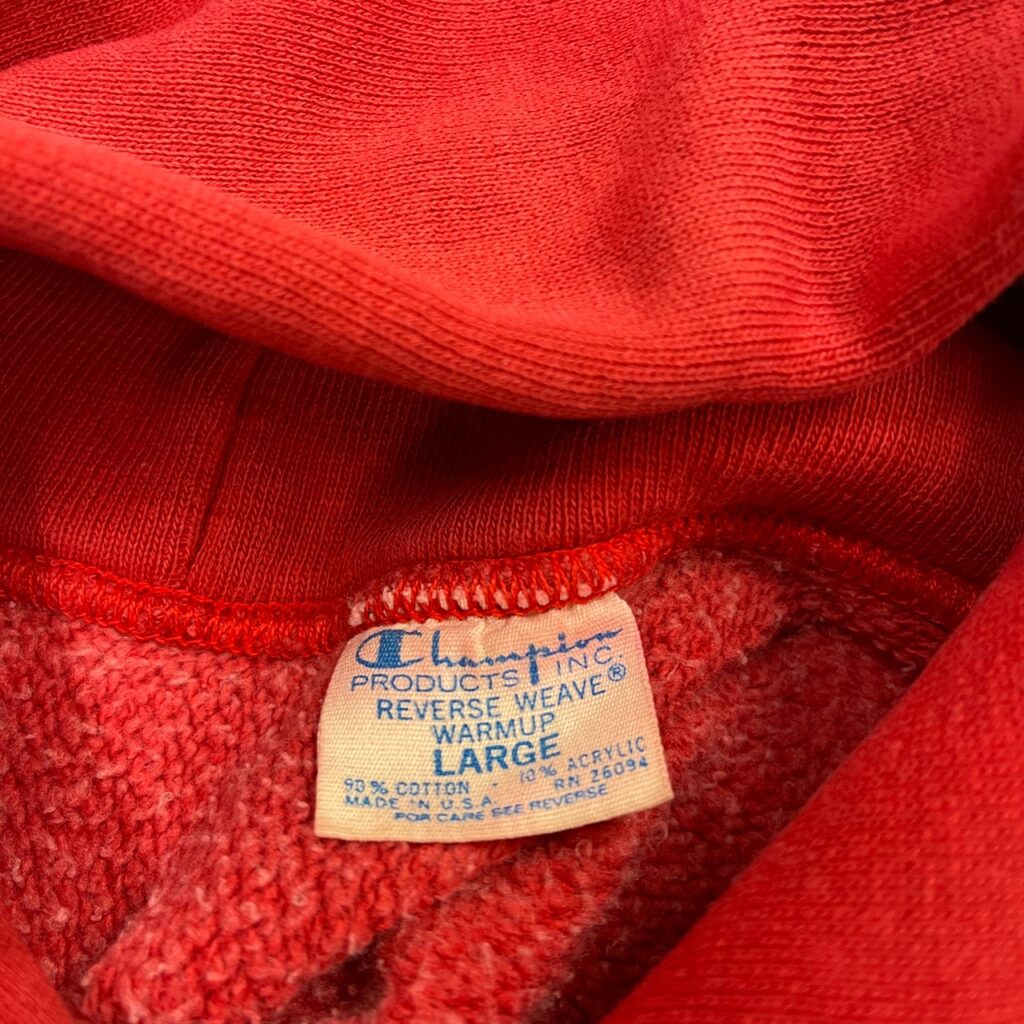 Champion
PRODUCTS INC.
REVERSE WEAVE®
WARMUP
LARGE
90% COTTON · 10% ACRYLIC
MADE IN U.S.A. RN 26094
FOR CARE SEE REVERSE